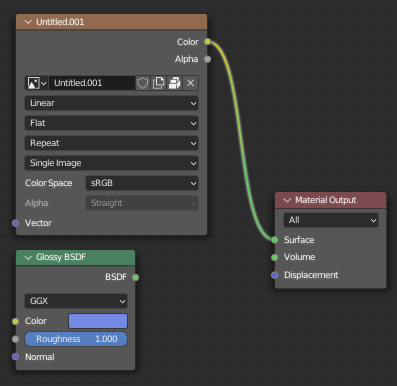 Untitled.001
Color
Alpha
Untitled.001
Linear
Flat
Repeat
Single Image
Color Space sRGB
Alpha Straight
Vector
Glossy BSDF
BSDF
GGX
Color
Roughness 1.000
Normal
Material Output
All
Surface
Volume
Displacement